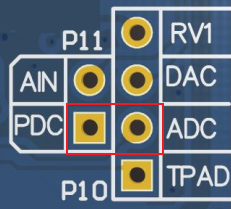 P11 RV1
AIN DAC
PDC ADC
P10 TPAD